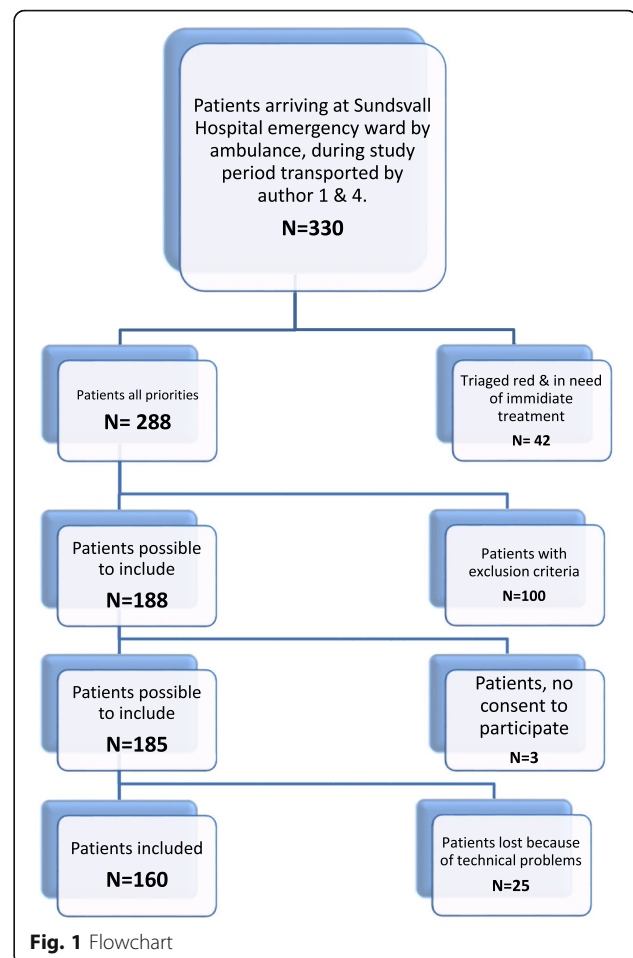 Patients arriving at Sundsvall
Hospital emergency ward by
ambulance, during study
period transported by
author 1 & 4.
N=330
Patients all priorities
N= 288
Triaged red & in need
of immidiate
treatment
N= 42
Patients possible
to include
N=188
Patients with
exclusion criteria
N=100
Patients possible
to include
N=185
Patients, no
consent to
participate
N=3
Patients included
N=160
Patients lost because
of technical problems
N=25
Fig. 1 Flowchart